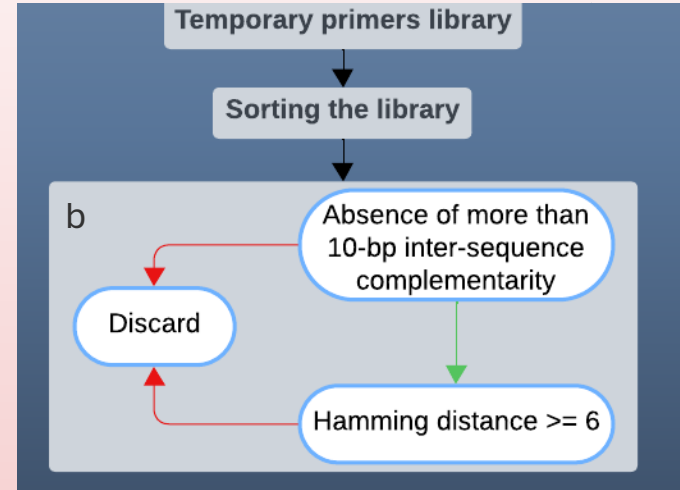 Temporary primers library
Sorting the library
b
Absence of more than
10-bp inter-sequence
complementarity
Discard
Hamming distance >= 6